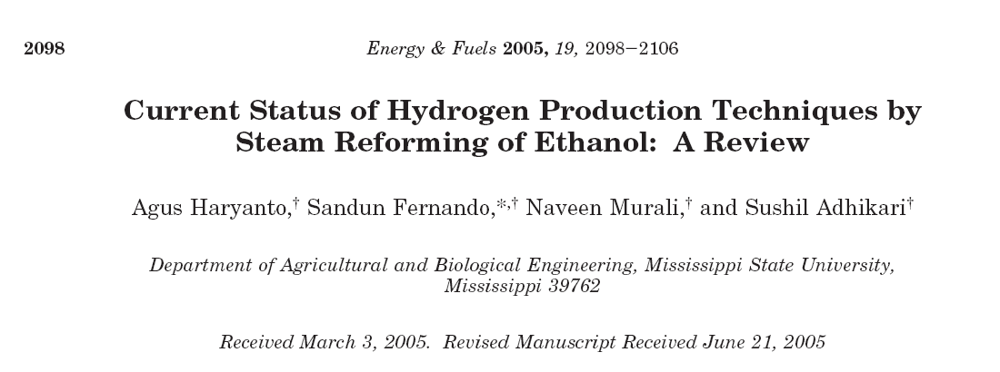 2098
Energy & Fuels 2005, 19, 2098−2106
Current Status of Hydrogen Production Techniques by
Steam Reforming of Ethanol: A Review
Agus Haryanto,† Sandun Fernando,*,† Naveen Murali,† and Sushil Adhikari†
Department of Agricultural and Biological Engineering, Mississippi State University,
Mississippi 39762
Received March 3, 2005. Revised Manuscript Received June 21, 2005